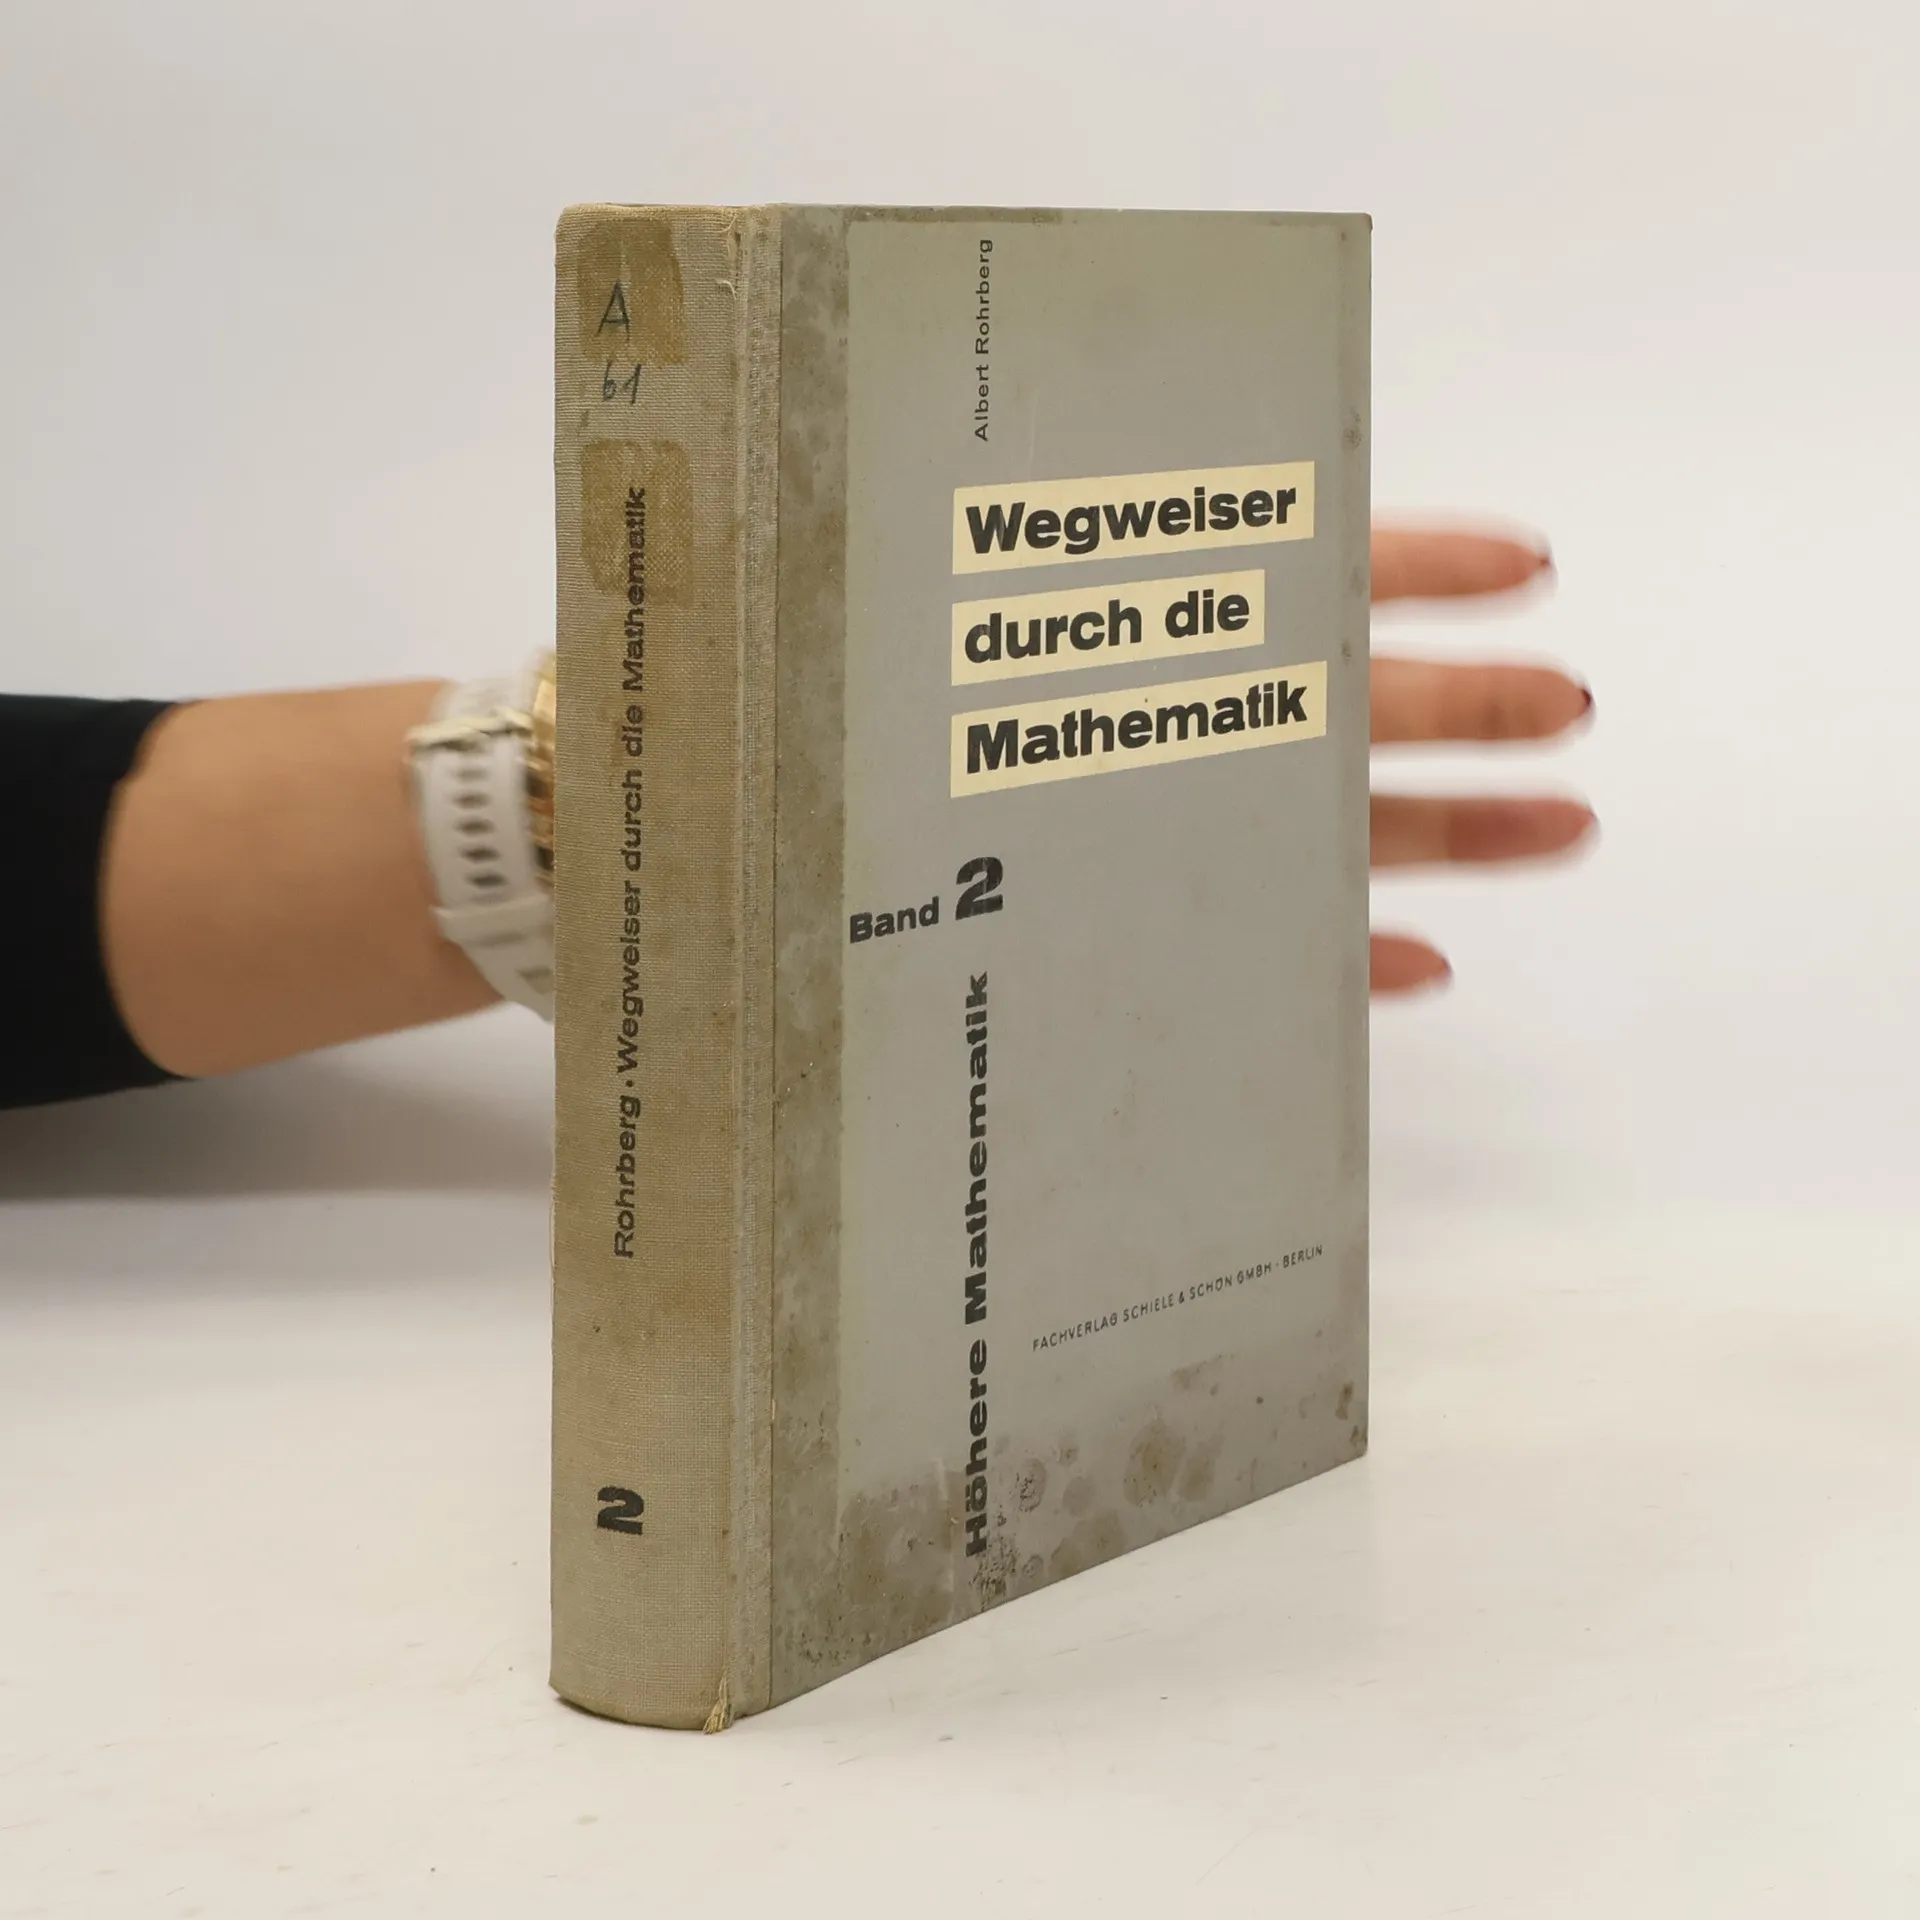 A
61
Rohrberg · Wegweiser durch die Mathematik
2
Albert Rohrberg
Wegweiser
durch die
Mathematik
Band 2
Höhere Mathematik
FACHVERLAG SCHIELE & SCHÖN GMBH · BERLIN